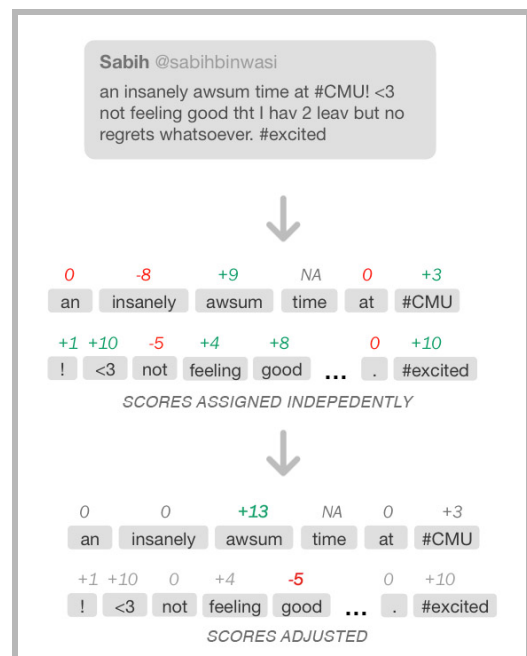 Sabih @sabihbinwasi
an insanely awsum time at #CMU! <3
not feeling good tht I hav 2 leav but no
regrets whatsoever. #excited
0 -8 +9 NA 0 +3
an insanely awsum time at #CMU
+1 +10 -5 +4 +8 0 +10
! <3 not feeling good ... . #excited
SCORES ASSIGNED INDEPEDENTLY
0 0 +13 NA 0 +3
an insanely awsum time at #CMU
+1 +10 0 +4 -5 0 +10
! <3 not feeling good ... . #excited
SCORES ADJUSTED